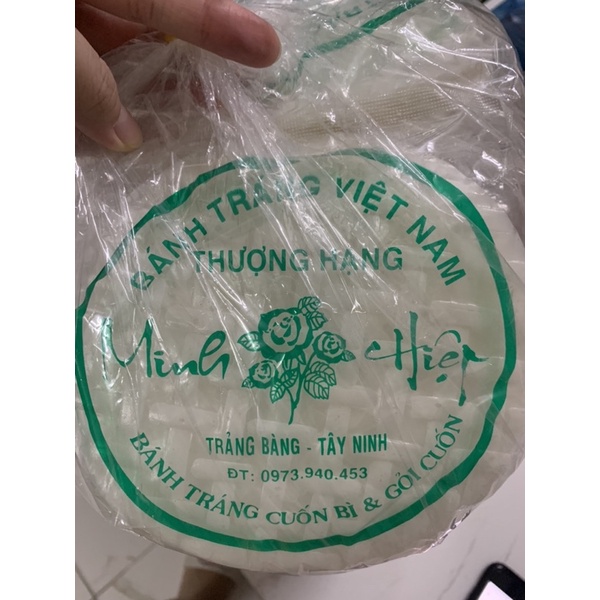 BÁNH TRÁNG VIỆT NAM
THƯỢNG HẠNG
Minh Hiệp
TRẢNG BÀNG - TÂY NINH
ĐT: 0973.940.453
BÁNH TRÁNG CUỐN BÌ & GỎI CUỐN